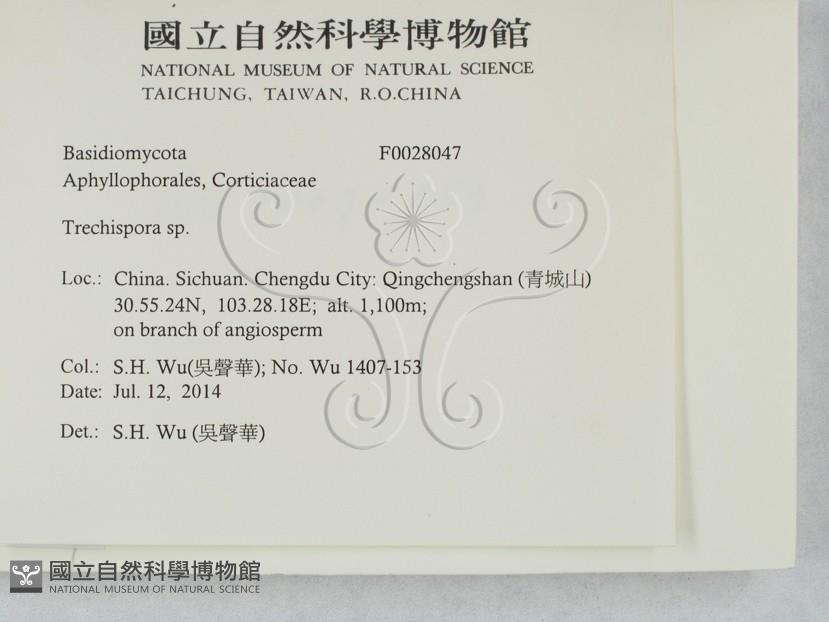 國立自然科學博物館
NATIONAL MUSEUM OF NATURAL SCIENCE
TAICHUNG, TAIWAN, R.O.CHINA
Basidiomycota F0028047
Aphyllophorales, Corticiaceae
Trechispora sp.
Loc.: China. Sichuan. Chengdu City: Qingchengshan (青城山)
30.55.24N, 103.28.18E; alt. 1,100m;
on branch of angiosperm
Col.: S.H. Wu(吳聲華); No. Wu 1407-153
Date: Jul. 12, 2014
Det.: S.H. Wu (吳聲華)
國立自然科學博物館
NATIONAL MUSEUM OF NATURAL SCIENCE